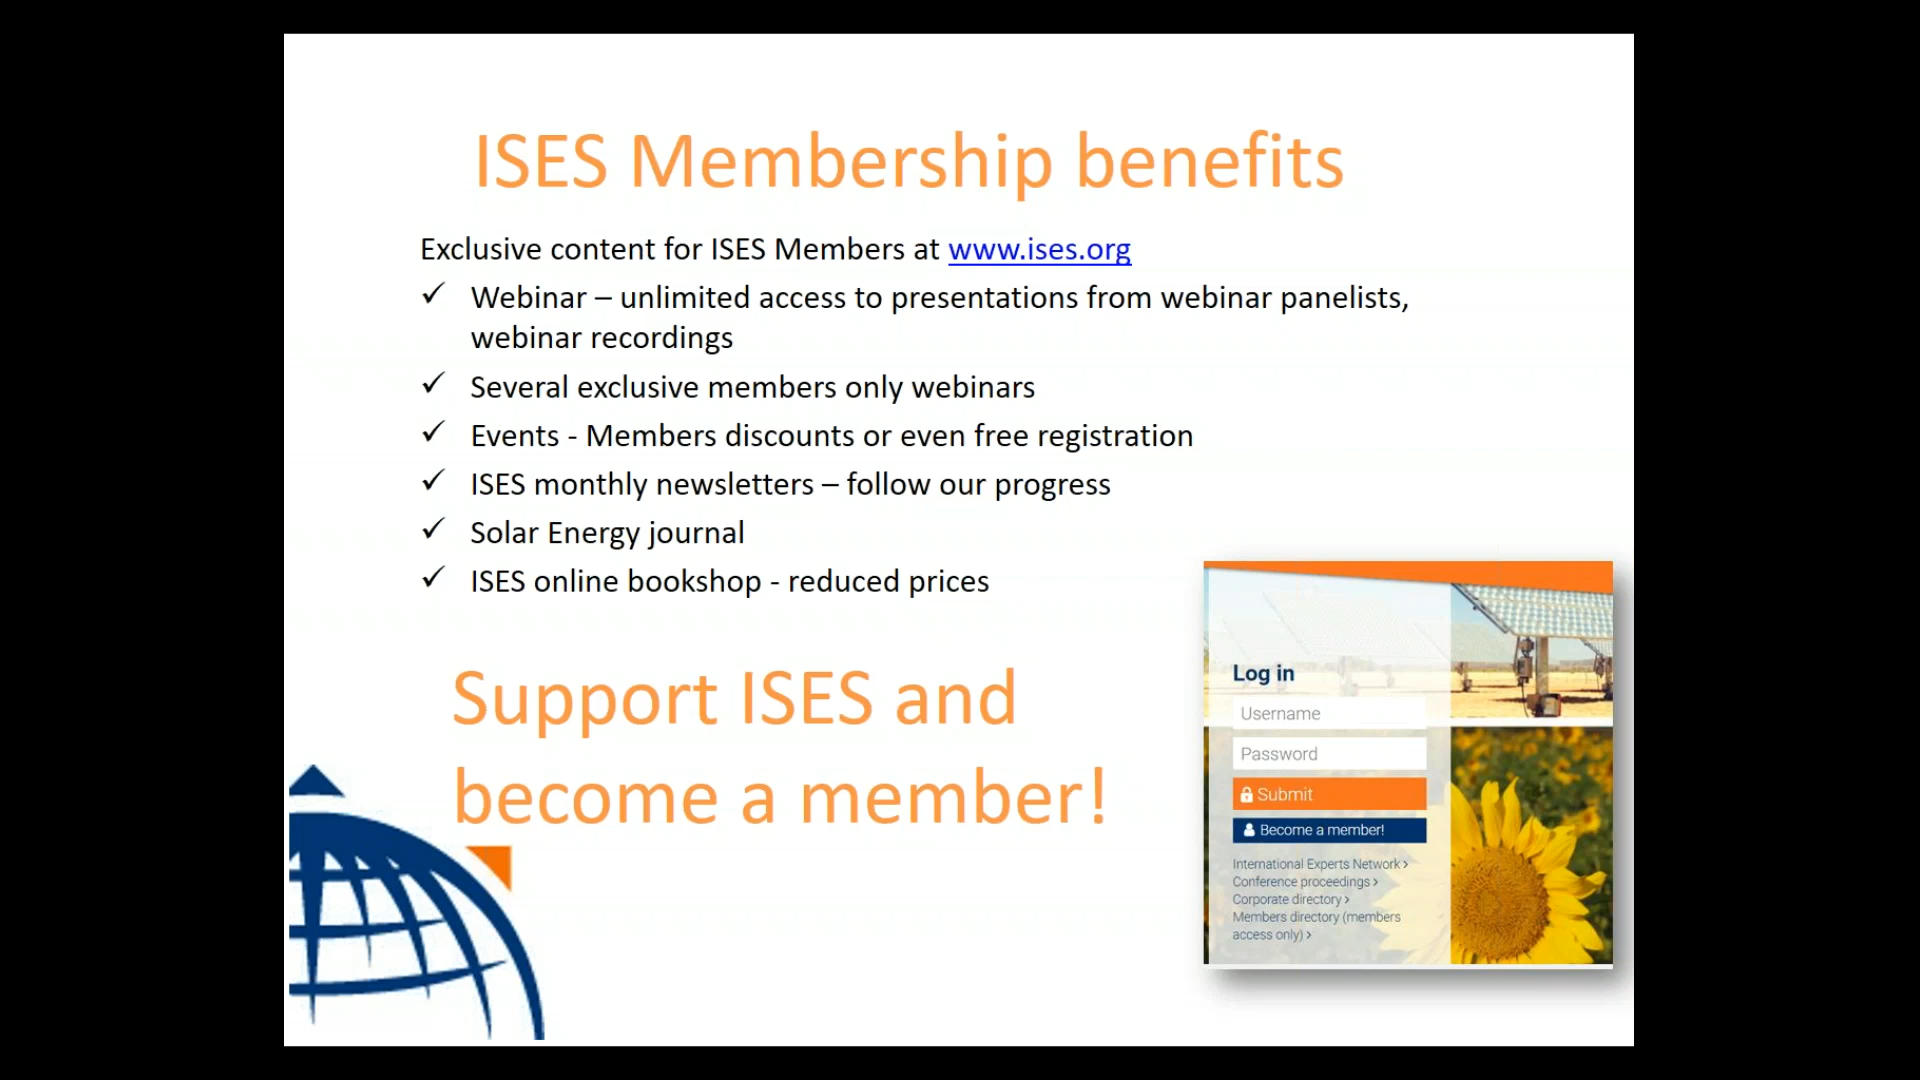 ISES Membership benefits
Exclusive content for ISES Members at www.ises.org
✓ Webinar – unlimited access to presentations from webinar panelists,
webinar recordings
✓ Several exclusive members only webinars
✓ Events - Members discounts or even free registration
✓ ISES monthly newsletters – follow our progress
✓ Solar Energy journal
✓ ISES online bookshop - reduced prices
Support ISES and
become a member!
Log in
Username
Password
Submit
Become a member!
International Experts Network ›
Conference proceedings ›
Corporate directory ›
Members directory (members
access only) ›